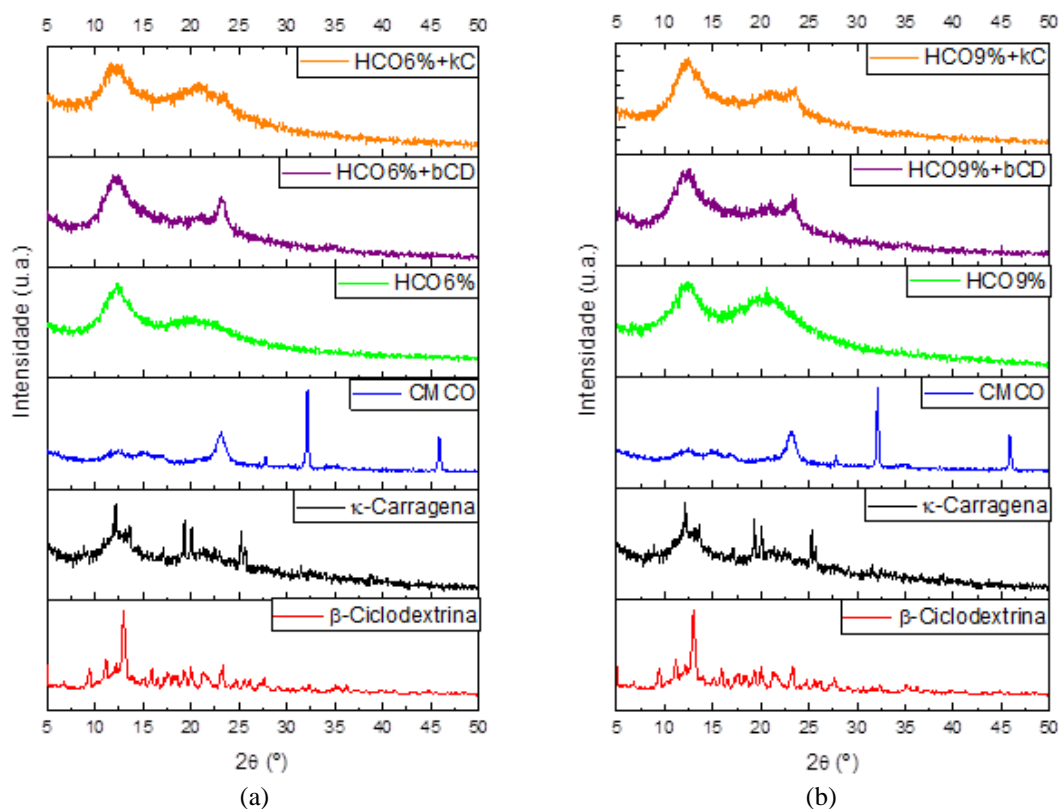 5 10 15 20 25 30 35 40 45 50
HCO6%+kC
HCO6%+bCD
HCO6%
CMCO
κ-Carragena
β-Ciclodextrina
Intensidade (u. a.)
5 10 15 20 25 30 35 40 45 50
2θ (º)
(a)
5 10 15 20 25 30 35 40 45 50
HCO9%+kC
HCO9%+bCD
HCO9%
CMCO
κ-Carragena
β-Ciclodextrina
Intensidade (u. a.)
5 10 15 20 25 30 35 40 45 50
2θ (º)
(b)